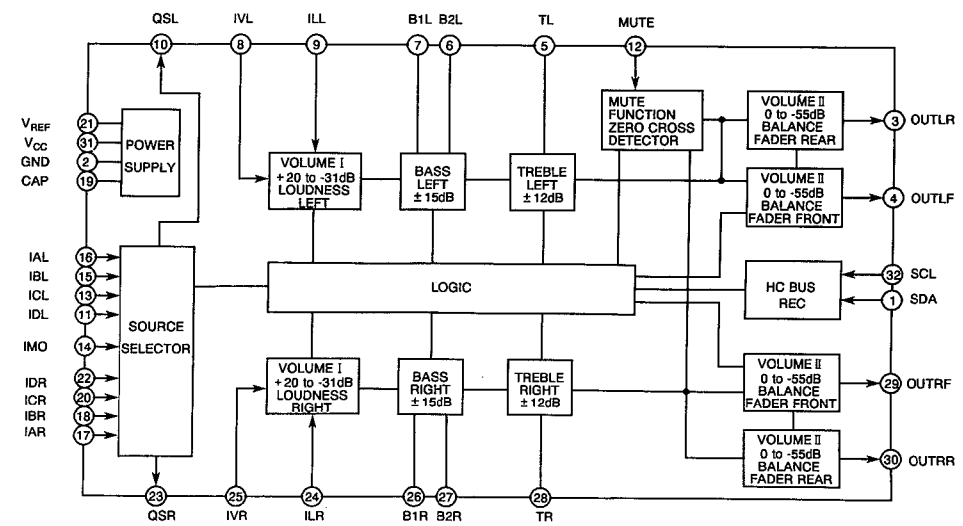 QSL IVL ILL B1L B2L TL MUTE
10 8 9 7 6 5 12
VREF 21
VCC 31
GND 2
CAP 19
POWER
SUPPLY
VOLUME I
+20 to -31dB
LOUDNESS
LEFT
BASS
LEFT
±15dB
TREBLE
LEFT
±12dB
MUTE
FUNCTION
ZERO CROSS
DETECTOR
VOLUME II
0 to -55dB
BALANCE
FADER REAR
3 OUTLR
VOLUME II
0 to -55dB
BALANCE
FADER FRONT
4 OUTLF
IAL 16
IBL 15
ICL 13
IDL 11
IMO 14
IDR 22
ICR 20
IBR 18
IAR 17
SOURCE
SELECTOR
LOGIC
HC BUS
REC
32 SCL
1 SDA
VOLUME I
+20 to -31dB
LOUDNESS
RIGHT
BASS
RIGHT
±15dB
TREBLE
RIGHT
±12dB
VOLUME II
0 to -55dB
BALANCE
FADER FRONT
29 OUTRF
VOLUME II
0 to -55dB
BALANCE
FADER REAR
30 OUTRR
23 25 24 26 27 28
QSR IVR ILR B1R B2R TR